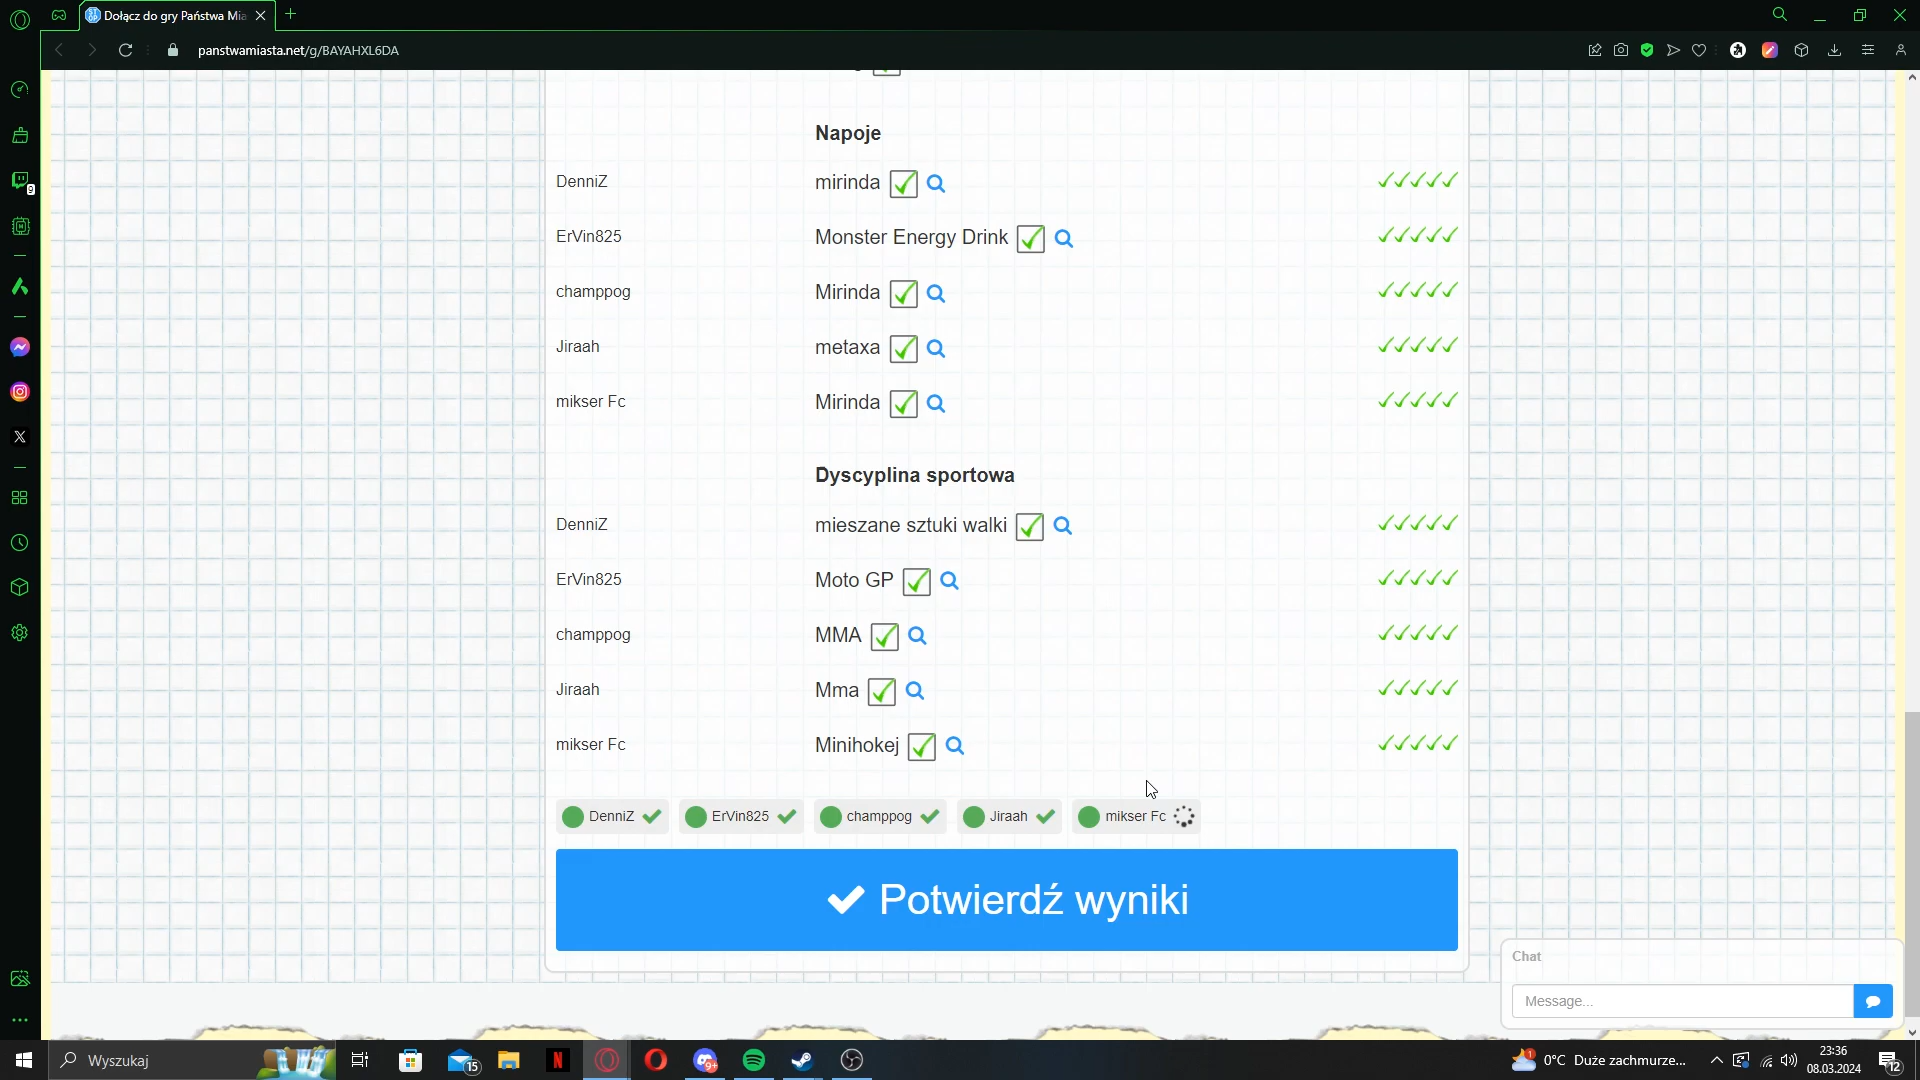 Dołącz do gry Państwa Mia
panstwamiasta.net/g/BAYAHXL6DA
9
Napoje
DenniZ mirinda
ErVin825 Monster Energy Drink
champpog Mirinda
Jiraah metaxa
mikser Fc Mirinda
Dyscyplina sportowa
DenniZ mieszane sztuki walki
ErVin825 Moto GP
champpog MMA
Jiraah Mma
mikser Fc Minihokej
DenniZ ErVin825 champpog Jiraah mikser Fc
Potwierdź wyniki
Chat
Message...
Wyszukaj
15
9+
1
0°C Duże zachmurze...
23:36
08.03.2024
12